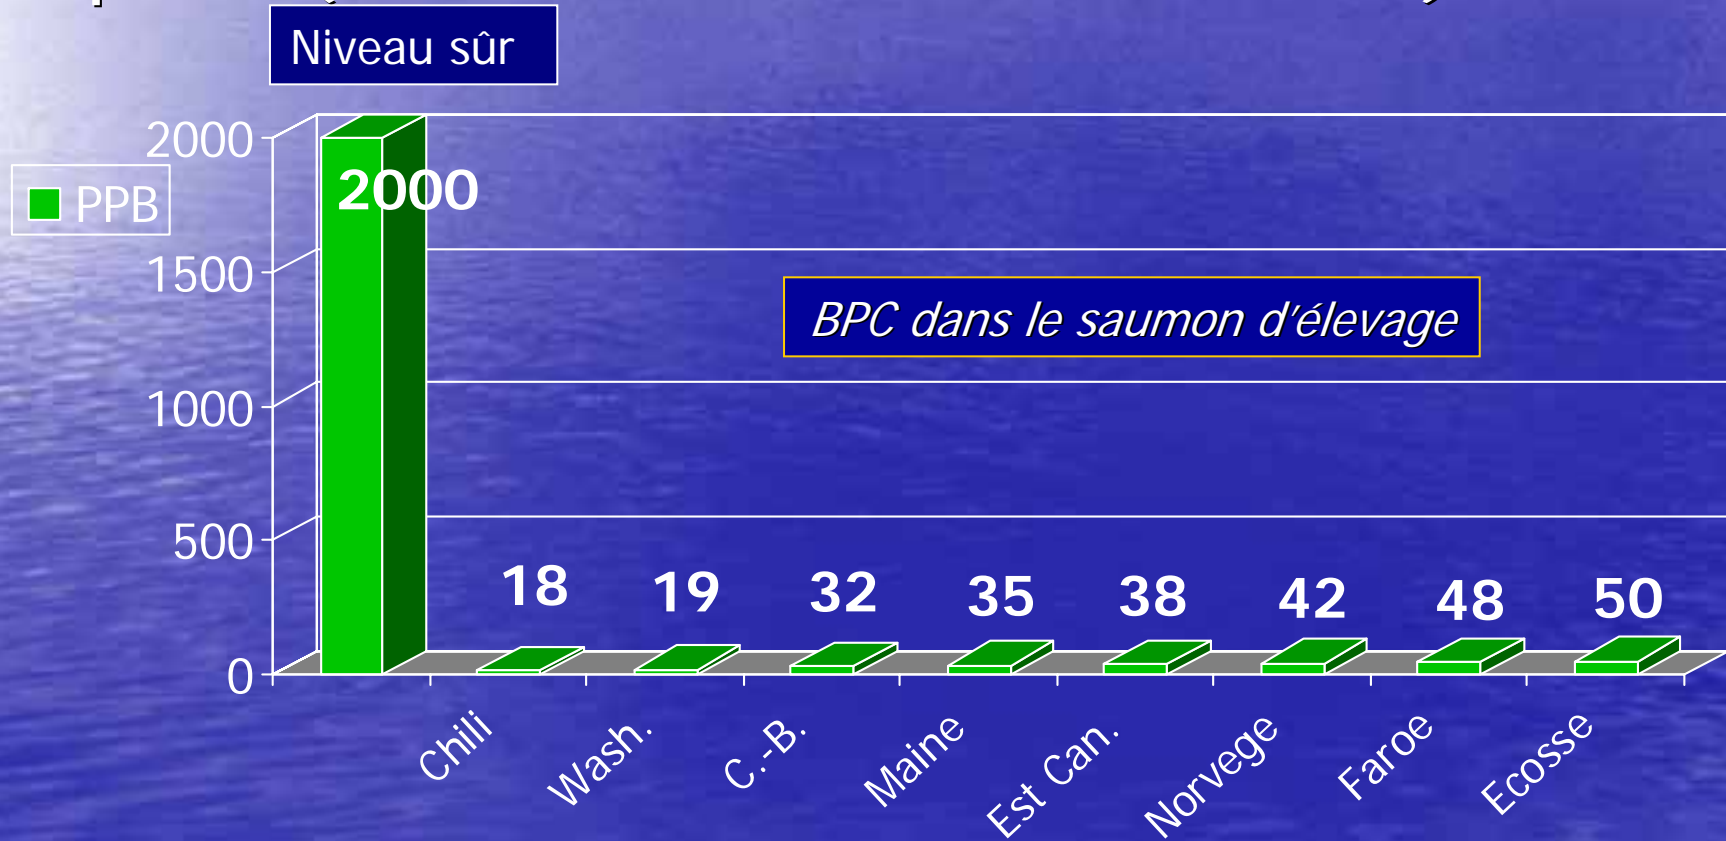 Niveau sûr
2000
PPB
2000
1500
BPC dans le saumon d'élevage
1000
500
18 19 32 35 38 42 48 50
0
Chili Wash. C.-B. Maine Est Can. Norvege Faroe Ecosse